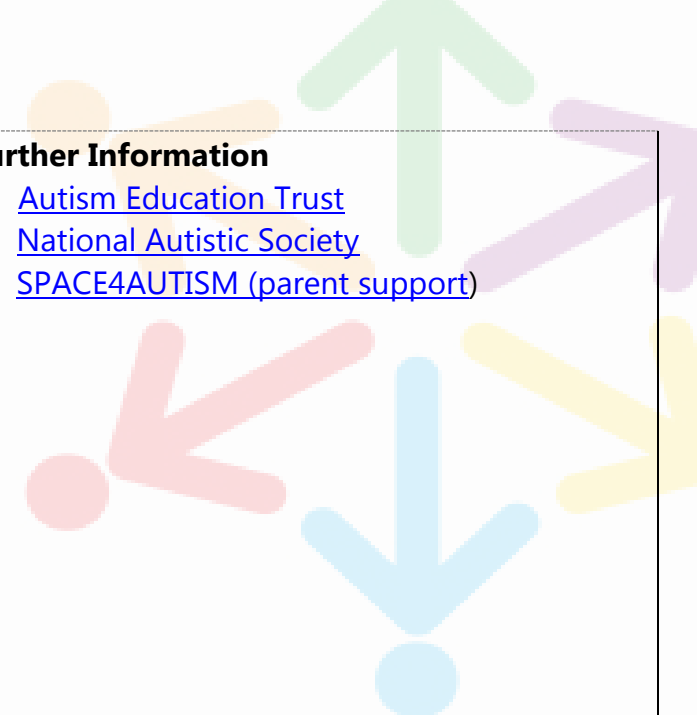 urther Information
Autism Education Trust
National Autistic Society
SPACE4AUTISM (parent support)